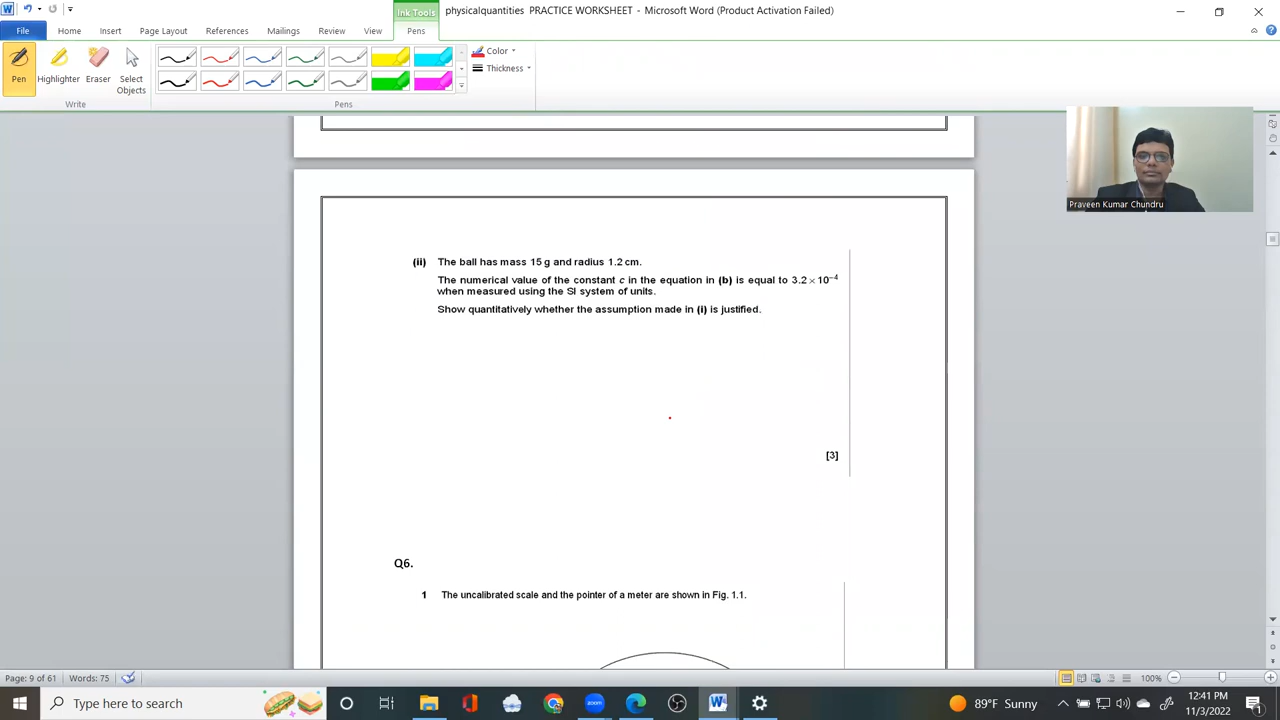 Ink Tools
physicalquantities PRACTICE WORKSHEET - Microsoft Word (Product Activation Failed)
File Home Insert Page Layout References Mailings Review View Pens
Pen Highlighter Eraser Select Objects
Color
Thickness
Write
Pens
Praveen Kumar Chundru
(ii) The ball has mass 15 g and radius 1.2 cm.
The numerical value of the constant c in the equation in (b) is equal to 3.2 × 10⁻⁴
when measured using the SI system of units.
Show quantitatively whether the assumption made in (i) is justified.
[3]
Q6.
1 The uncalibrated scale and the pointer of a meter are shown in Fig. 1.1.
Page: 9 of 61 Words: 75
100%
Type here to search
zoom
89°F Sunny
12:41 PM
11/3/2022